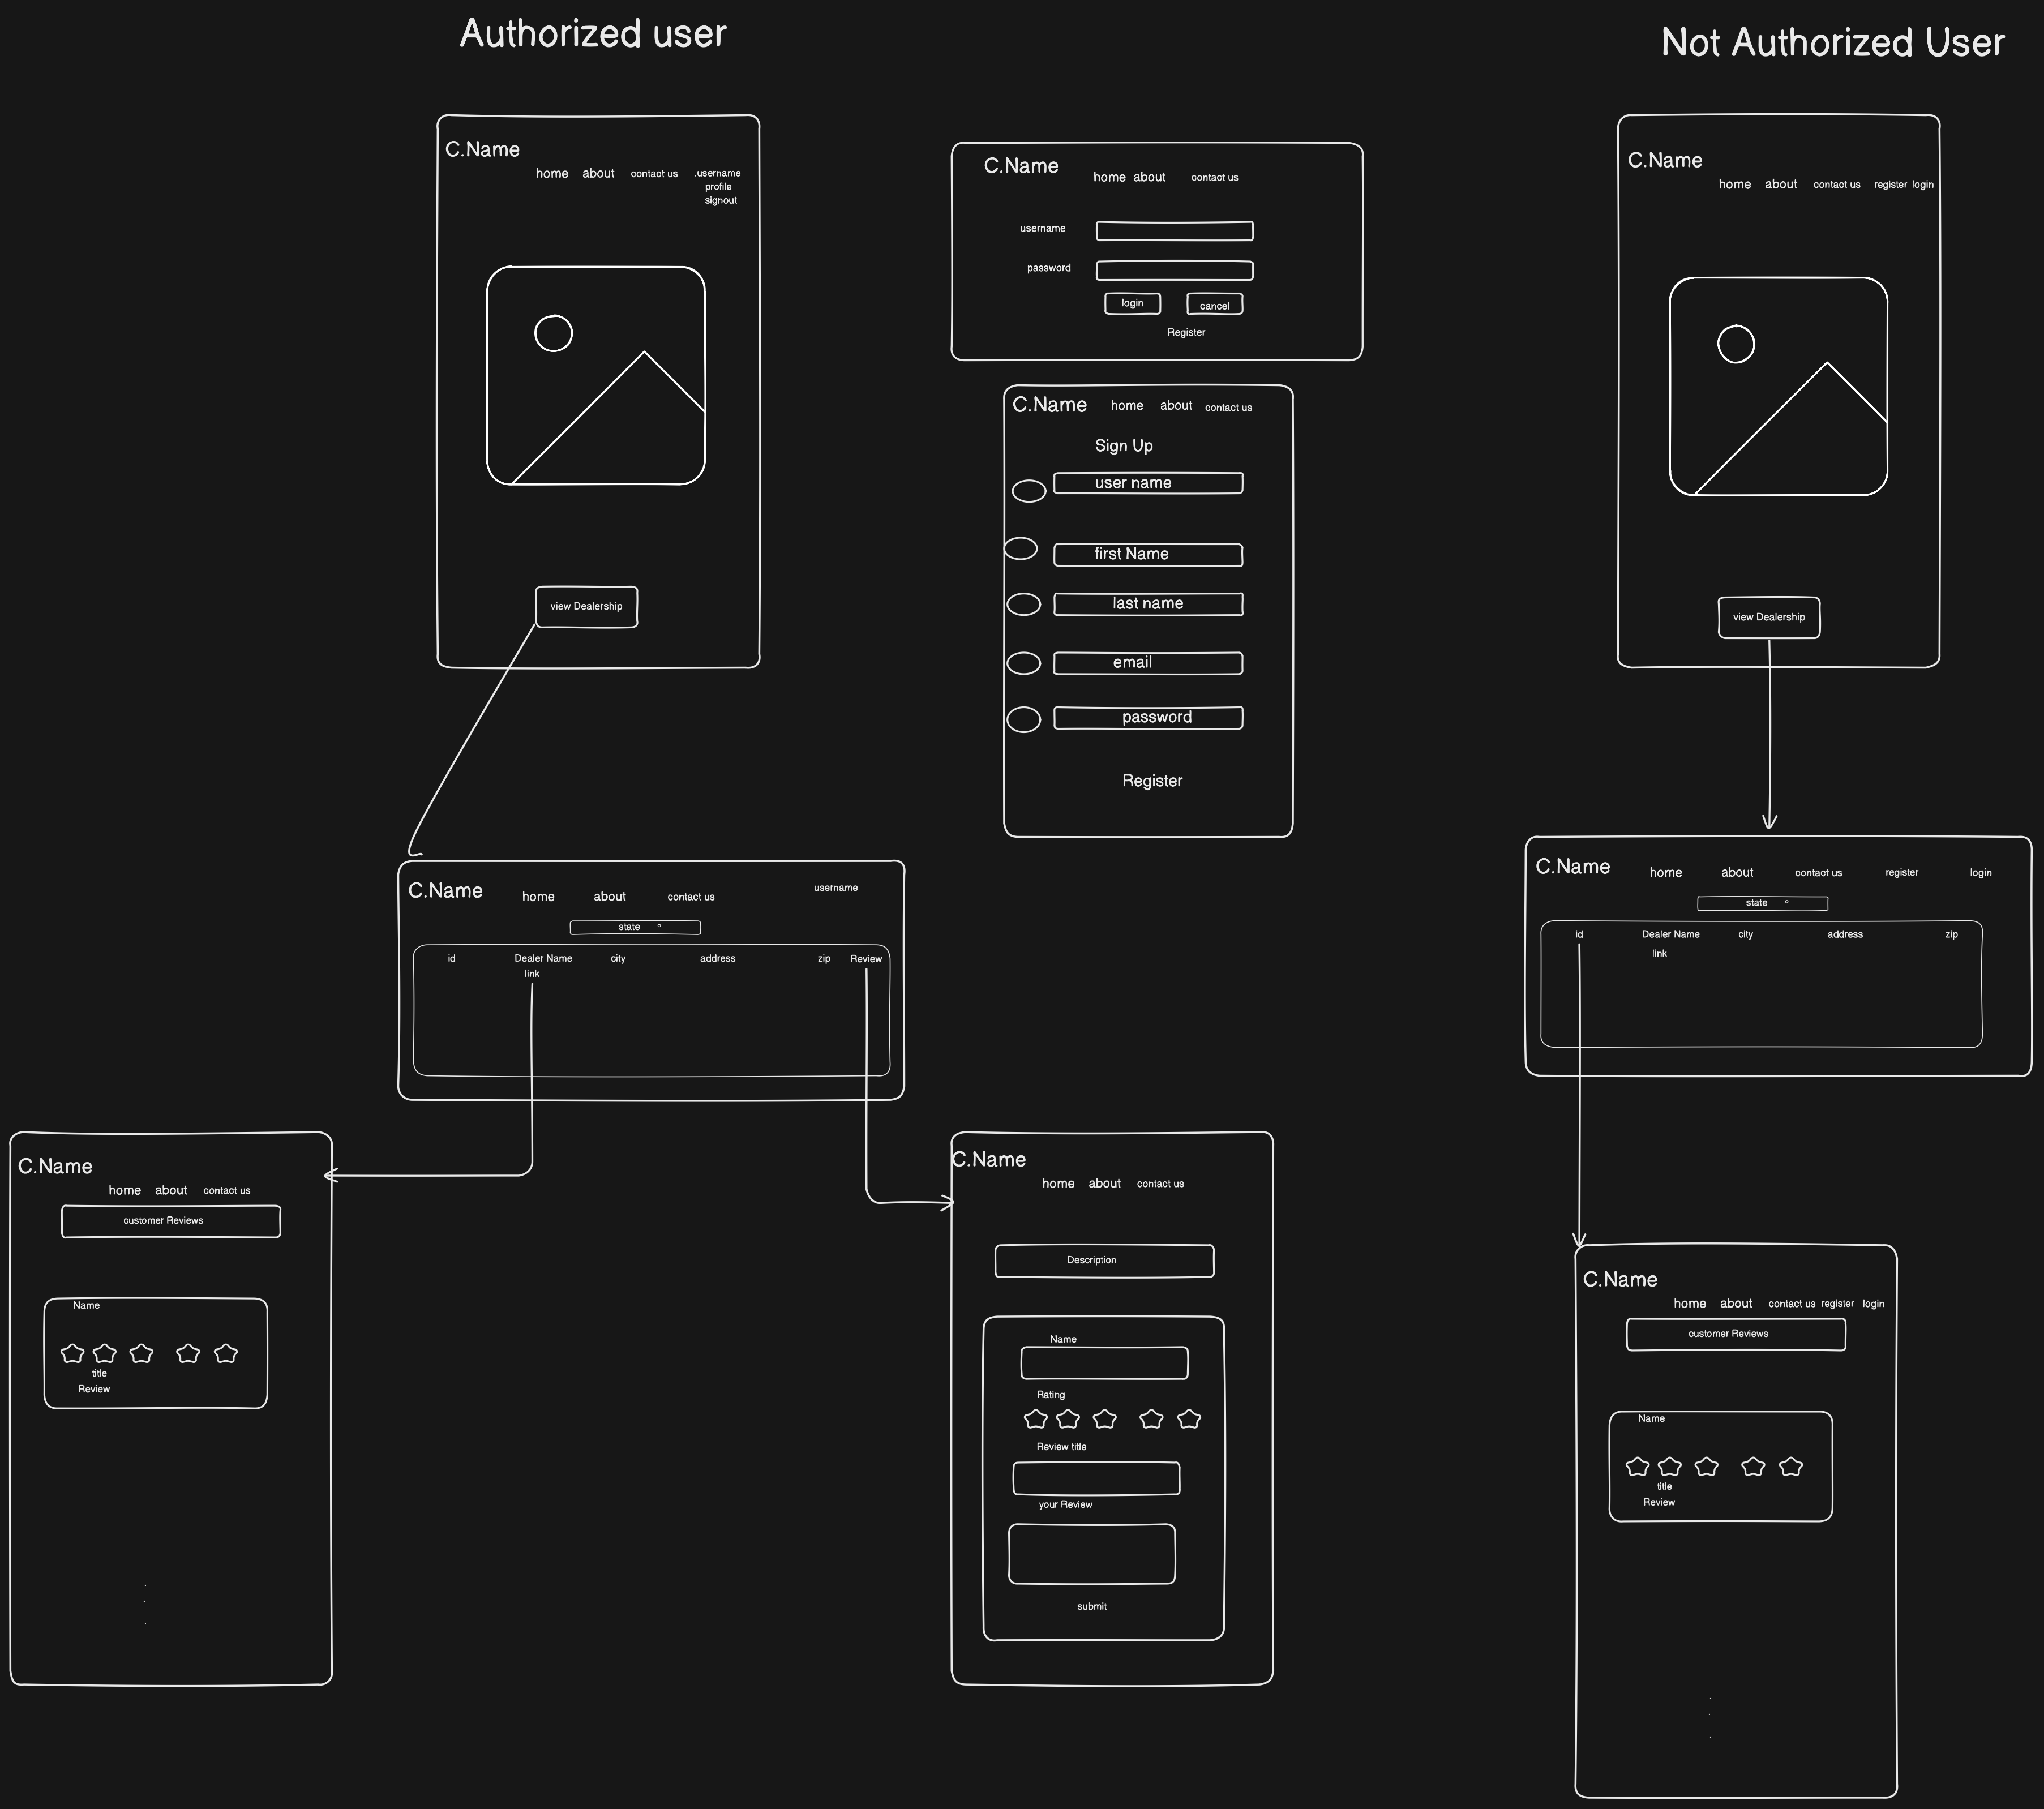 Authorized user
Not Authorized User
C.Name
home about contact us .username
profile
signout
view Dealership
C.Name
home about contact us
username
password
login cancel
Register
C.Name home about contact us
Sign Up
user name
first Name
last name
email
password
Register
C.Name
home about contact us register login
view Dealership
C.Name home about contact us username
state
id Dealer Name city address zip Review
link
C.Name home about contact us register login
state
id Dealer Name city address zip
link
C.Name
home about contact us
customer Reviews
Name
title
Review
C.Name
home about contact us
Description
Name
Rating
Review title
your Review
submit
C.Name
home about contact us register login
customer Reviews
Name
title
Review